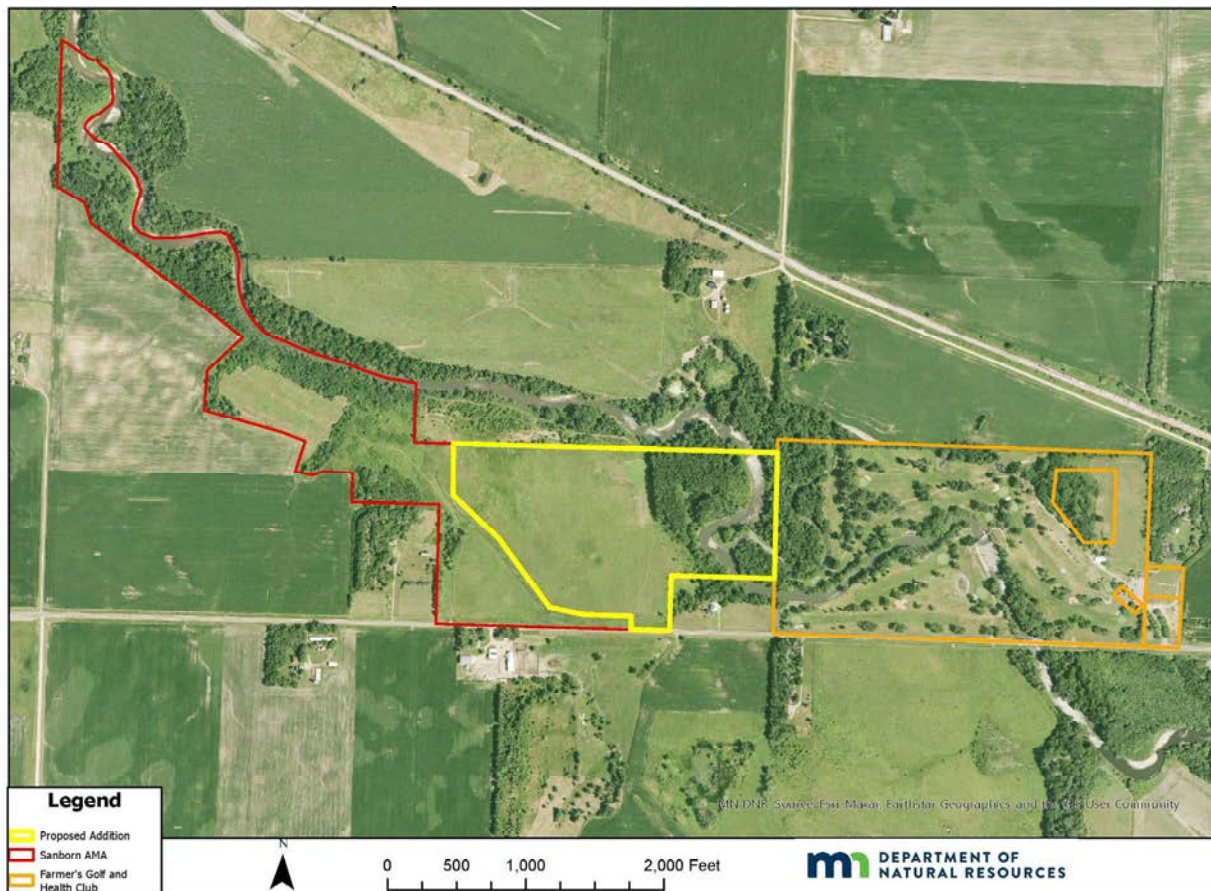 MN DNR, Source: Esri, Maxar, Earthstar Geographics, and the GIS User Community
Legend
Proposed Addition
Sanborn AMA
Farmer's Golf and
Health Club
N
0 500 1,000 2,000 Feet
mn DEPARTMENT OF
NATURAL RESOURCES